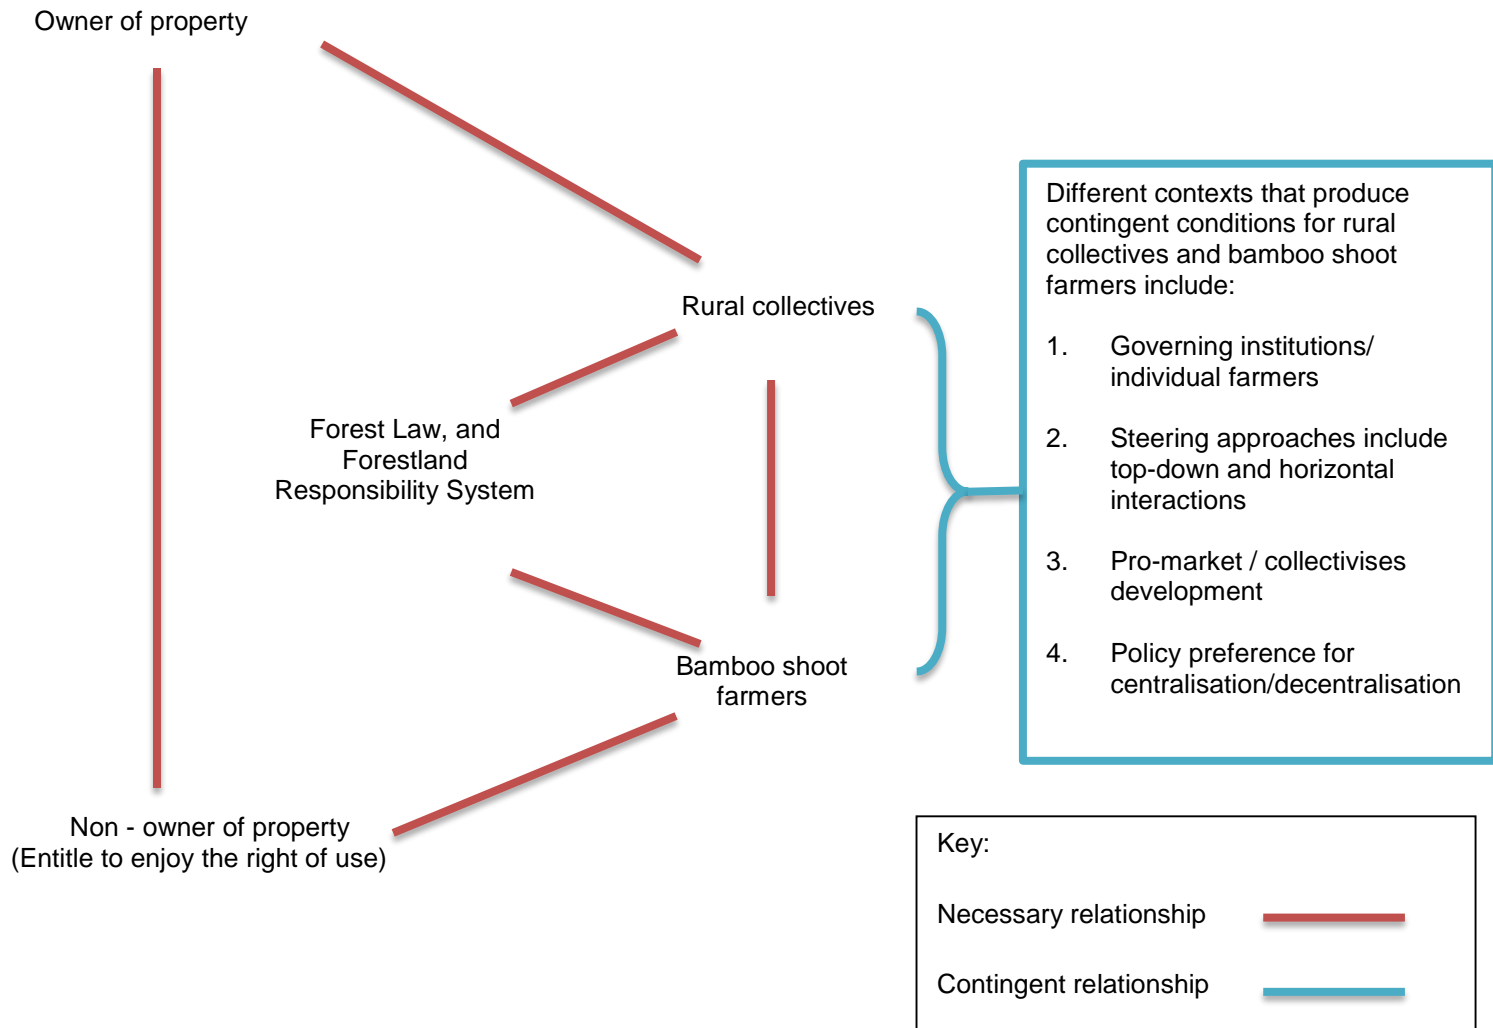 Owner of property
Rural collectives
Forest Law, and
Forestland
Responsibility System
Bamboo shoot
farmers
Non - owner of property
(Entitle to enjoy the right of use)
Different contexts that produce
contingent conditions for rural
collectives and bamboo shoot
farmers include:
1. Governing institutions/
individual farmers
2. Steering approaches include
top-down and horizontal
interactions
3. Pro-market / collectivises
development
4. Policy preference for
centralisation/decentralisation
Key:
Necessary relationship
Contingent relationship